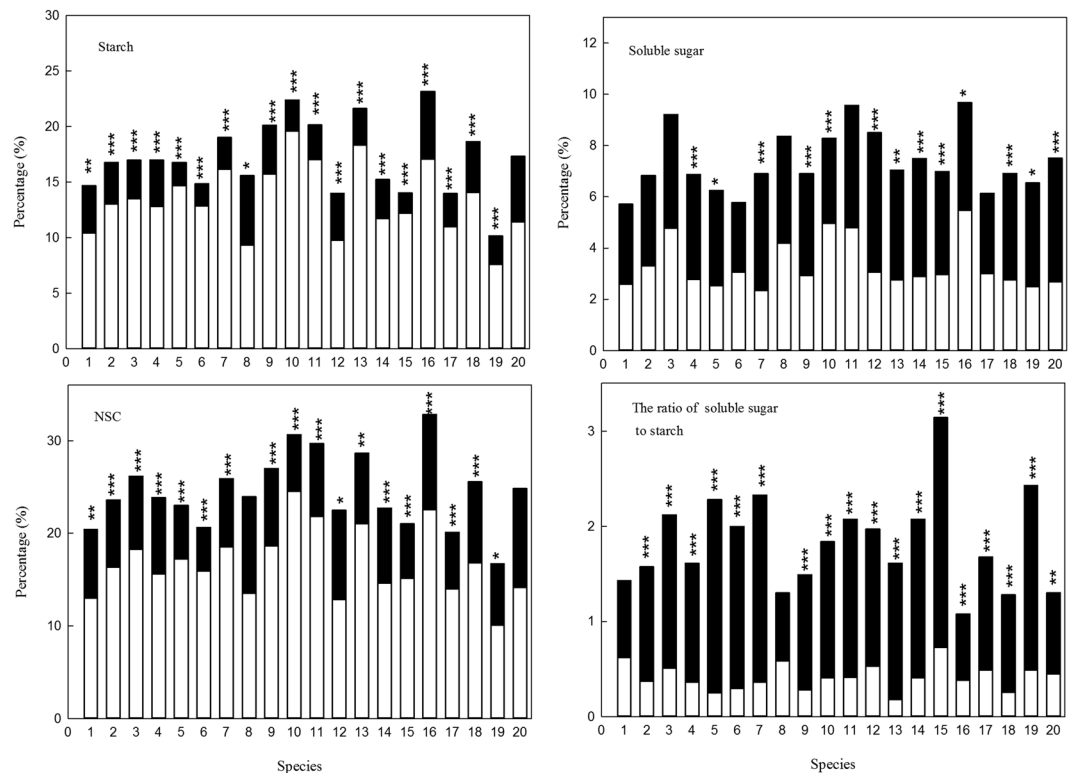 30
25
20
15
10
5
0
Percentage (%)
Starch
** *** *** *** *** *** *** * *** *** *** *** *** *** *** *** *** *** ***
0 1 2 3 4 5 6 7 8 9 10 11 12 13 14 15 16 17 18 19 20
12
10
8
6
4
2
0
Percentage (%)
Soluble sugar
*** * *** *** *** *** ** *** *** * *** * ***
0 1 2 3 4 5 6 7 8 9 10 11 12 13 14 15 16 17 18 19 20
30
20
10
0
Percentage (%)
NSC
** *** *** *** *** *** *** *** *** *** * ** *** *** *** *** *** *
0 1 2 3 4 5 6 7 8 9 10 11 12 13 14 15 16 17 18 19 20
Species
3
2
1
0
The ratio of soluble sugar
to starch
*** *** *** *** *** *** *** *** *** *** *** *** *** *** *** *** *** **
0 1 2 3 4 5 6 7 8 9 10 11 12 13 14 15 16 17 18 19 20
Species